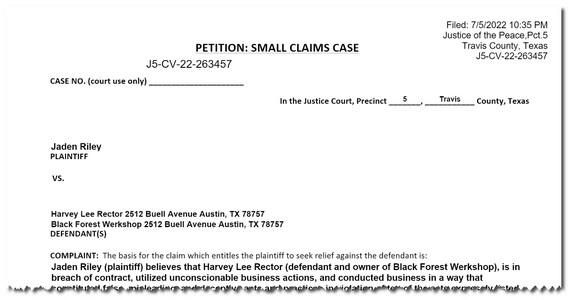 Filed: 7/5/2022 10:35 PM
Justice of the Peace,Pct.5
Travis County, Texas
J5-CV-22-263457
PETITION: SMALL CLAIMS CASE
J5-CV-22-263457
CASE NO. (court use only) ____________________
In the Justice Court, Precinct __5__, ___Travis___ County, Texas
Jaden Riley
PLAINTIFF
VS.
Harvey Lee Rector 2512 Buell Avenue Austin, TX 78757
Black Forest Werkshop 2512 Buell Avenue Austin, TX 78757
DEFENDANT(S)
COMPLAINT: The basis for the claim which entitles the plaintiff to seek relief against the defendant is:
Jaden Riley (plaintiff) believes that Harvey Lee Rector (defendant and owner of Black Forest Werkshop), is in
breach of contract, utilized unconscionable business actions, and conducted business in a way that